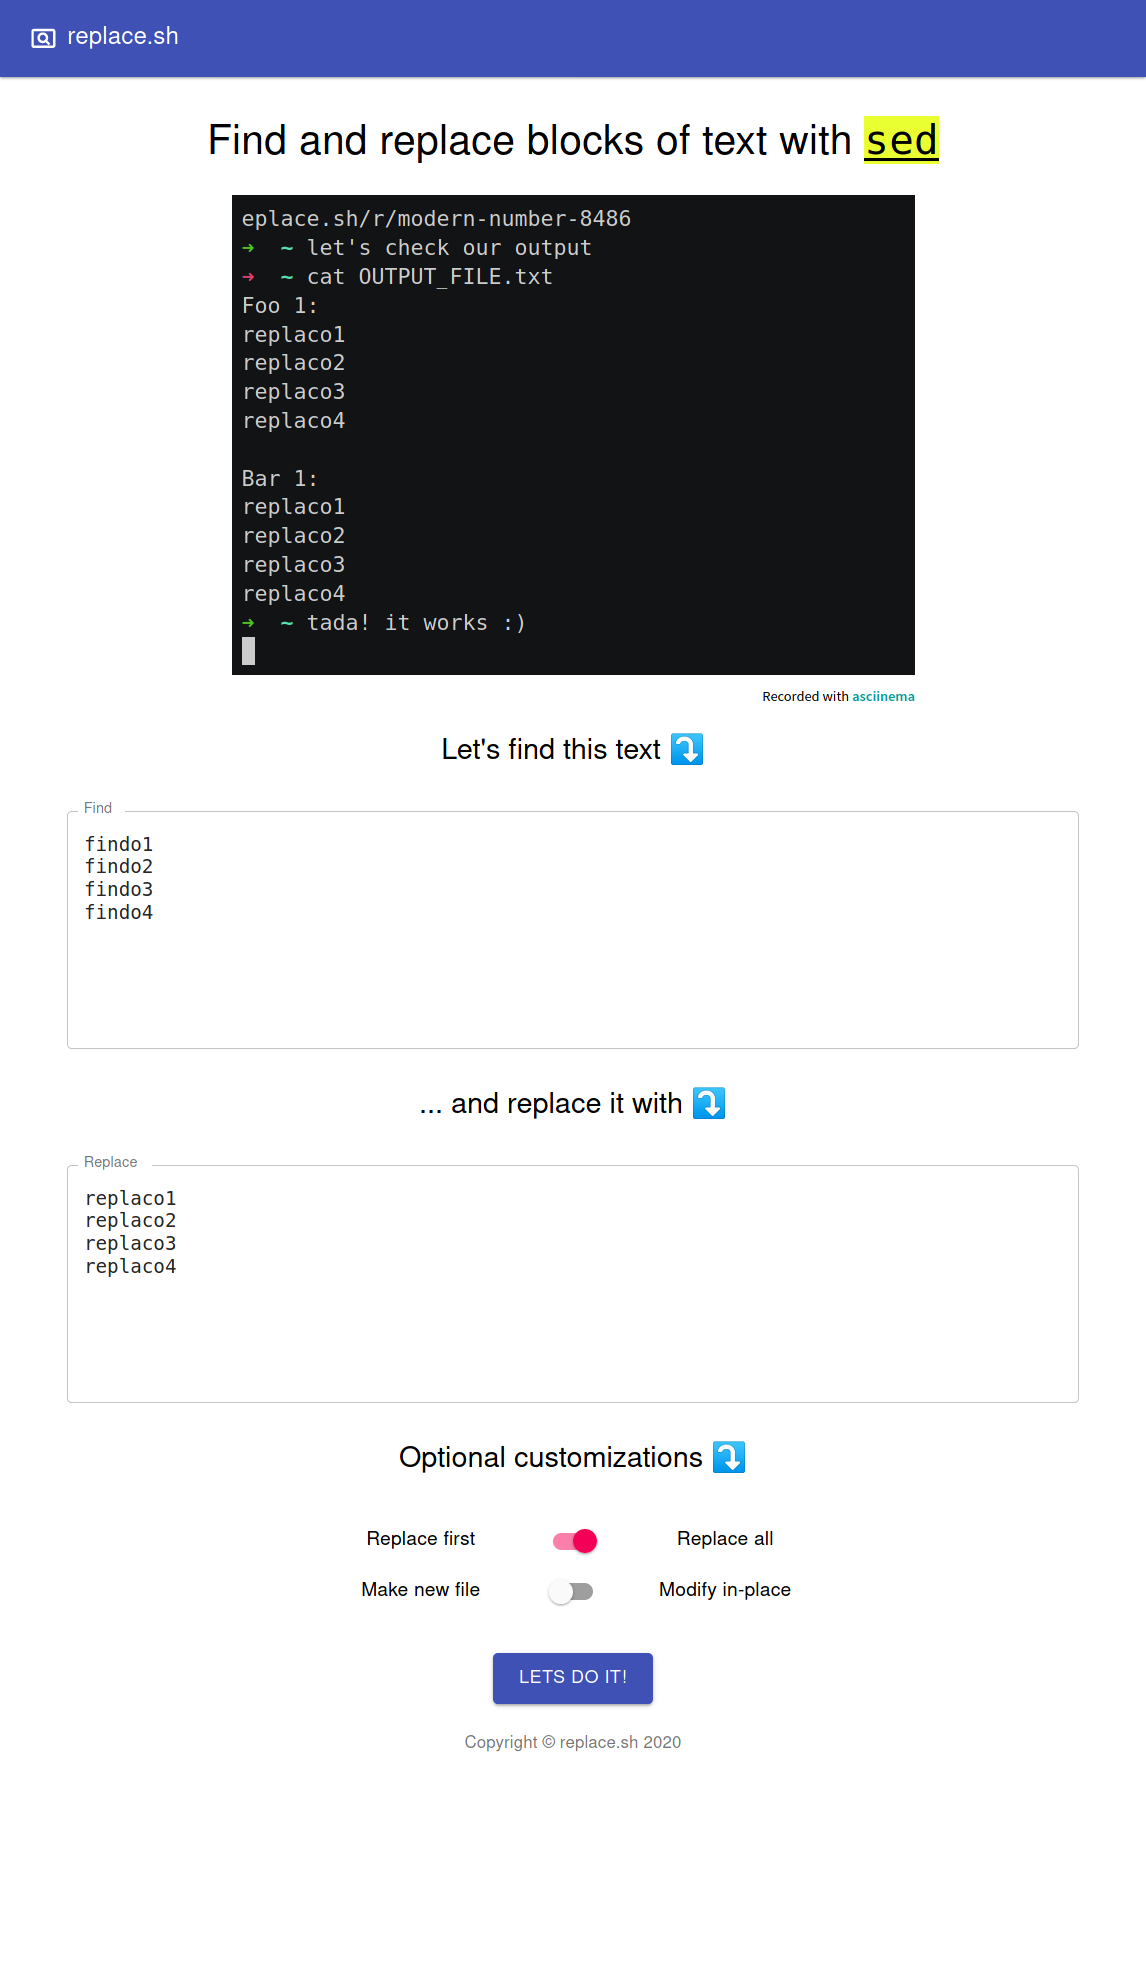 replace.sh
Find and replace blocks of text with sed
eplace.sh/r/modern-number-8486
➜ ~ let's check our output
➜ ~ cat OUTPUT_FILE.txt
Foo 1:
replaco1
replaco2
replaco3
replaco4
Bar 1:
replaco1
replaco2
replaco3
replaco4
➜ ~ tada! it works :)
Recorded with asciinema
Let's find this text ⤵️
Find
findo1
findo2
findo3
findo4
... and replace it with ⤵️
Replace
replaco1
replaco2
replaco3
replaco4
Optional customizations ⤵️
Replace first Replace all
Make new file Modify in-place
LETS DO IT!
Copyright © replace.sh 2020